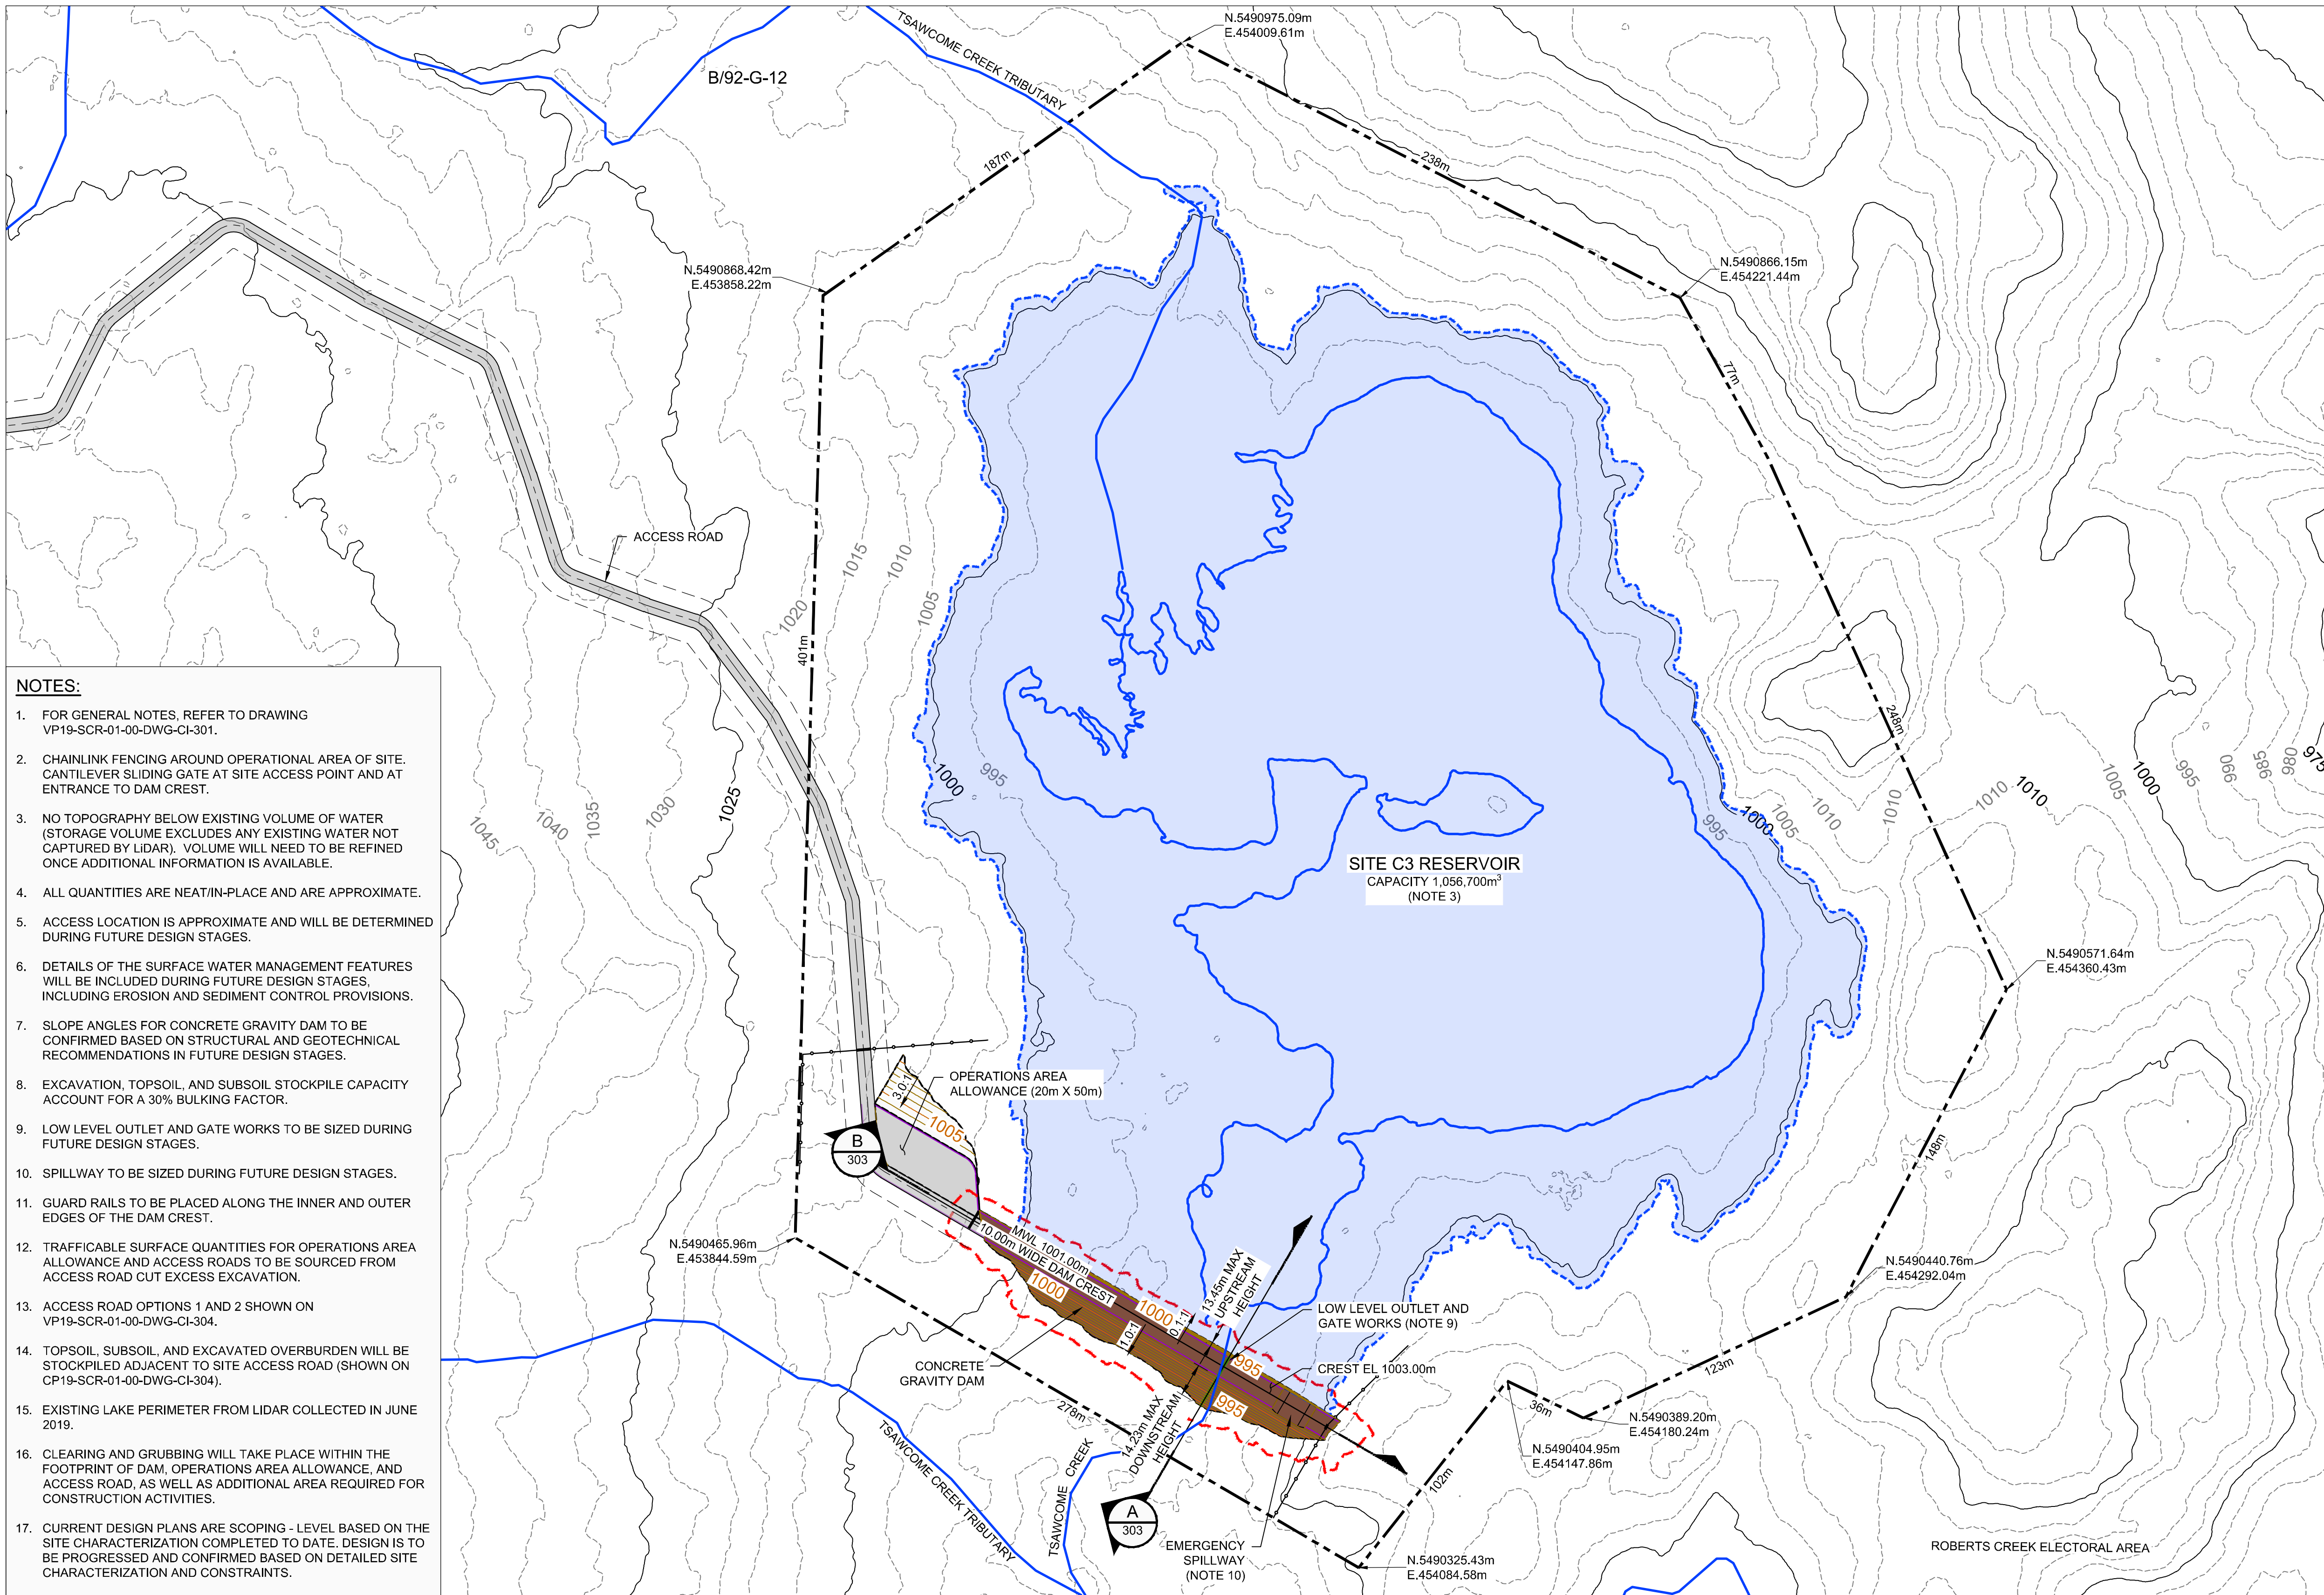 N.5490975.09m
E.454009.61m
TSAWCOME CREEK TRIBUTARY
B/92-G-12
187m
238m
N.5490868.42m
E.453858.22m
N.5490866.15m
E.454221.44m
77m
ACCESS ROAD
1020
1015
1010
1005
401m
248m
1045
1040
1035
1030
1025
1000
995
995
1000
1005
1010
1010
1010
1010
1005
1000
995
990
985
980
975
SITE C3 RESERVOIR
CAPACITY 1,056,700m³
(NOTE 3)
N.5490571.64m
E.454360.43m
NOTES:
1. FOR GENERAL NOTES, REFER TO DRAWING
VP19-SCR-01-00-DWG-CI-301.
2. CHAINLINK FENCING AROUND OPERATIONAL AREA OF SITE.
CANTILEVER SLIDING GATE AT SITE ACCESS POINT AND AT
ENTRANCE TO DAM CREST.
3. NO TOPOGRAPHY BELOW EXISTING VOLUME OF WATER
(STORAGE VOLUME EXCLUDES ANY EXISTING WATER NOT
CAPTURED BY LiDAR). VOLUME WILL NEED TO BE REFINED
ONCE ADDITIONAL INFORMATION IS AVAILABLE.
4. ALL QUANTITIES ARE NEAT/IN-PLACE AND ARE APPROXIMATE.
5. ACCESS LOCATION IS APPROXIMATE AND WILL BE DETERMINED
DURING FUTURE DESIGN STAGES.
6. DETAILS OF THE SURFACE WATER MANAGEMENT FEATURES
WILL BE INCLUDED DURING FUTURE DESIGN STAGES,
INCLUDING EROSION AND SEDIMENT CONTROL PROVISIONS.
7. SLOPE ANGLES FOR CONCRETE GRAVITY DAM TO BE
CONFIRMED BASED ON STRUCTURAL AND GEOTECHNICAL
RECOMMENDATIONS IN FUTURE DESIGN STAGES.
8. EXCAVATION, TOPSOIL, AND SUBSOIL STOCKPILE CAPACITY
ACCOUNT FOR A 30% BULKING FACTOR.
9. LOW LEVEL OUTLET AND GATE WORKS TO BE SIZED DURING
FUTURE DESIGN STAGES.
10. SPILLWAY TO BE SIZED DURING FUTURE DESIGN STAGES.
11. GUARD RAILS TO BE PLACED ALONG THE INNER AND OUTER
EDGES OF THE DAM CREST.
12. TRAFFICABLE SURFACE QUANTITIES FOR OPERATIONS AREA
ALLOWANCE AND ACCESS ROADS TO BE SOURCED FROM
ACCESS ROAD CUT EXCESS EXCAVATION.
13. ACCESS ROAD OPTIONS 1 AND 2 SHOWN ON
VP19-SCR-01-00-DWG-CI-304.
14. TOPSOIL, SUBSOIL, AND EXCAVATED OVERBURDEN WILL BE
STOCKPILED ADJACENT TO SITE ACCESS ROAD (SHOWN ON
CP19-SCR-01-00-DWG-CI-304).
15. EXISTING LAKE PERIMETER FROM LIDAR COLLECTED IN JUNE
2019.
16. CLEARING AND GRUBBING WILL TAKE PLACE WITHIN THE
FOOTPRINT OF DAM, OPERATIONS AREA ALLOWANCE, AND
ACCESS ROAD, AS WELL AS ADDITIONAL AREA REQUIRED FOR
CONSTRUCTION ACTIVITIES.
17. CURRENT DESIGN PLANS ARE SCOPING - LEVEL BASED ON THE
SITE CHARACTERIZATION COMPLETED TO DATE. DESIGN IS TO
BE PROGRESSED AND CONFIRMED BASED ON DETAILED SITE
CHARACTERIZATION AND CONSTRAINTS.
3.0:1
1005
OPERATIONS AREA
ALLOWANCE (20m X 50m)
B
303
N.5490465.96m
E.453844.59m
MWL 1001.00m
10.00m WIDE DAM CREST
1000
1000
1.0:1
0.1:1
13.45m MAX
UPSTREAM
HEIGHT
LOW LEVEL OUTLET AND
GATE WORKS (NOTE 9)
CREST EL 1003.00m
995
995
CONCRETE
GRAVITY DAM
14.23m MAX
DOWNSTREAM
HEIGHT
278m
148m
N.5490440.76m
E.454292.04m
123m
36m
N.5490389.20m
E.454180.24m
N.5490404.95m
E.454147.86m
102m
TSAWCOME CREEK TRIBUTARY
TSAWCOME CREEK
A
303
EMERGENCY
SPILLWAY
(NOTE 10)
N.5490325.43m
E.454084.58m
ROBERTS CREEK ELECTORAL AREA